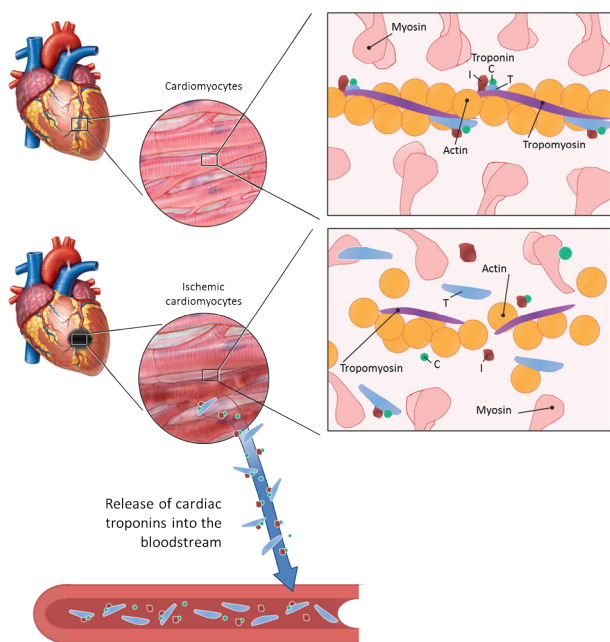 Cardiomyocytes
Myosin
Troponin
C
I
T
Actin
Tropomyosin
Ischemic
cardiomyocytes
Actin
T
Tropomyosin
C
I
Myosin
Release of cardiac
troponins into the
bloodstream